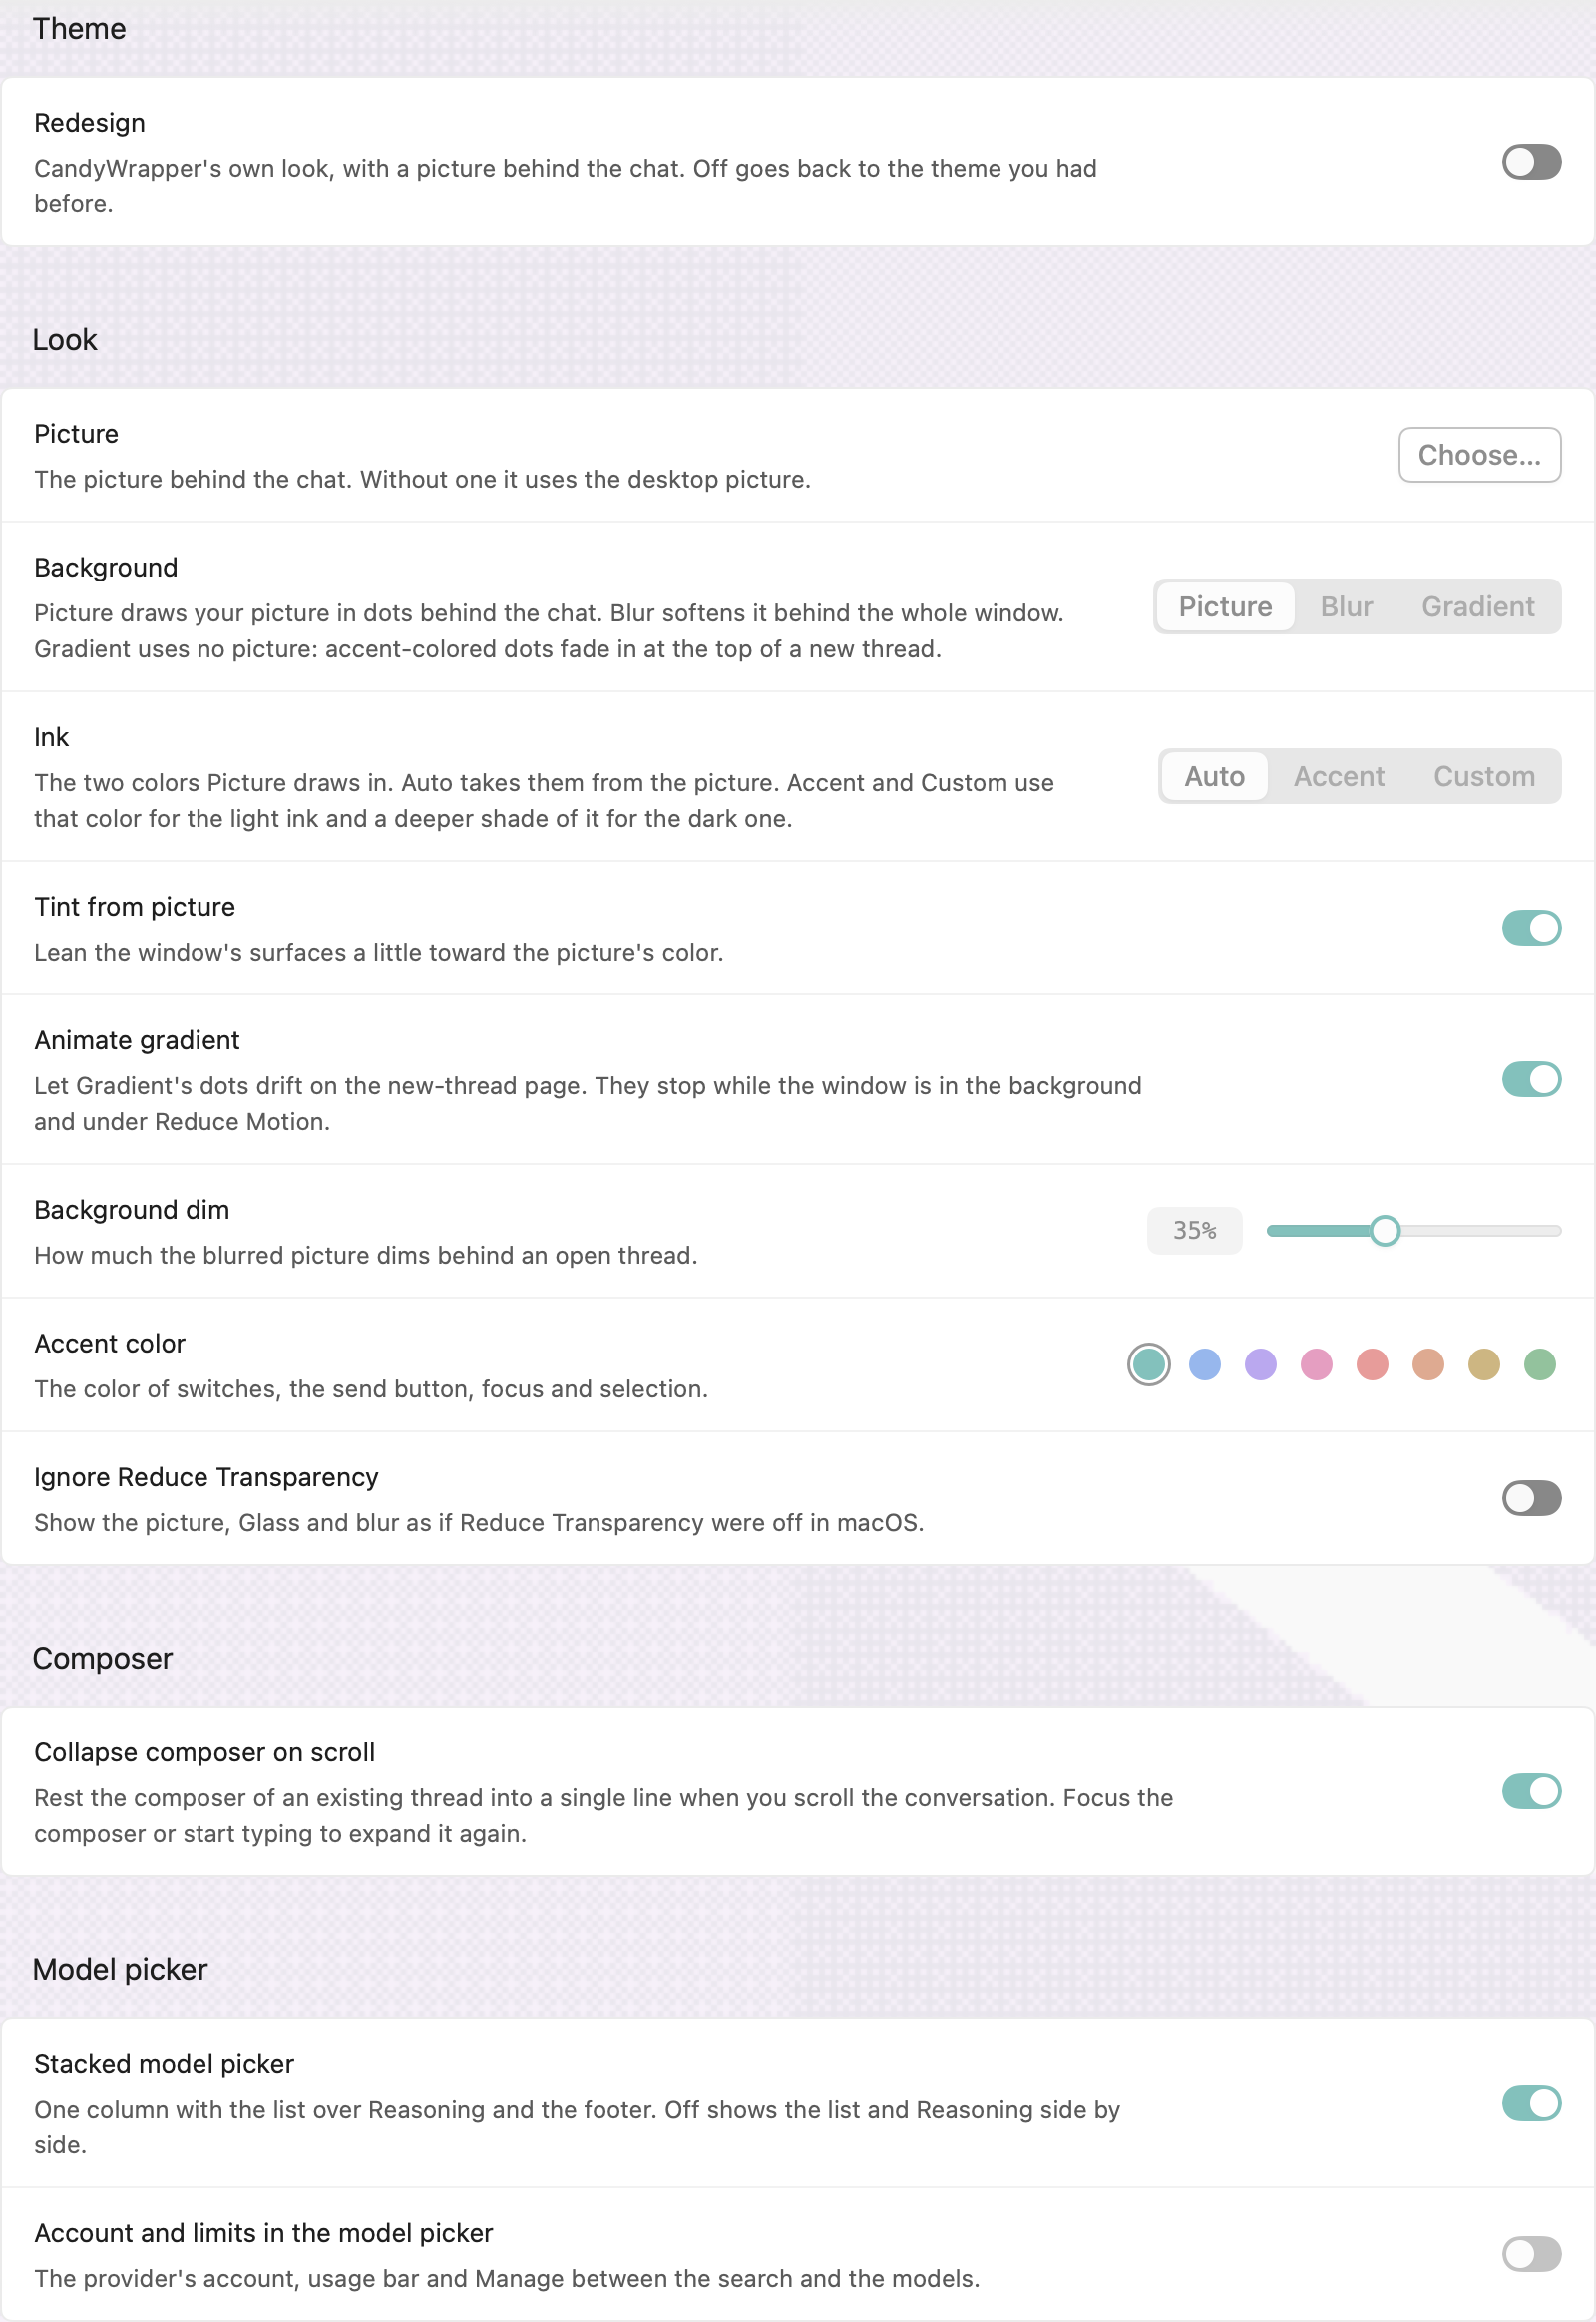 Theme
Redesign
CandyWrapper's own look, with a picture behind the chat. Off goes back to the theme you had
before.
Look
Picture
The picture behind the chat. Without one it uses the desktop picture.
Choose...
Background
Picture draws your picture in dots behind the chat. Blur softens it behind the whole window.
Gradient uses no picture: accent-colored dots fade in at the top of a new thread.
Picture Blur Gradient
Ink
The two colors Picture draws in. Auto takes them from the picture. Accent and Custom use
that color for the light ink and a deeper shade of it for the dark one.
Auto Accent Custom
Tint from picture
Lean the window's surfaces a little toward the picture's color.
Animate gradient
Let Gradient's dots drift on the new-thread page. They stop while the window is in the background
and under Reduce Motion.
Background dim
How much the blurred picture dims behind an open thread.
35%
Accent color
The color of switches, the send button, focus and selection.
Ignore Reduce Transparency
Show the picture, Glass and blur as if Reduce Transparency were off in macOS.
Composer
Collapse composer on scroll
Rest the composer of an existing thread into a single line when you scroll the conversation. Focus the
composer or start typing to expand it again.
Model picker
Stacked model picker
One column with the list over Reasoning and the footer. Off shows the list and Reasoning side by
side.
Account and limits in the model picker
The provider's account, usage bar and Manage between the search and the models.